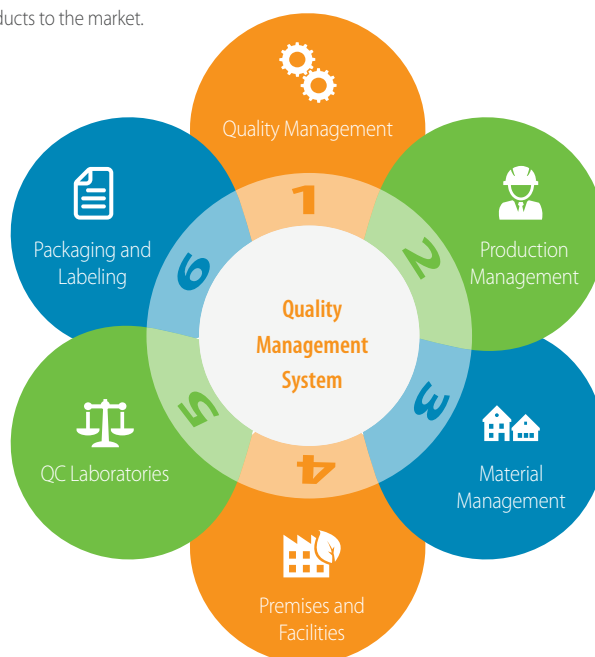 ducts to the market.
Quality Management
1
2
Production
Management
3
Material
Management
4
Premises and
Facilities
5
QC Laboratories
6
Packaging and
Labeling
Quality
Management
System